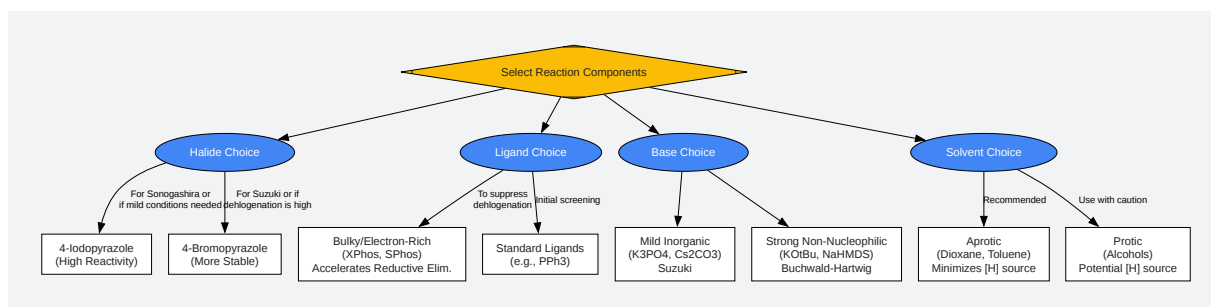 Select Reaction Components
Halide Choice
Ligand Choice
Base Choice
Solvent Choice
For Sonogashira or
if mild conditions needed
For Suzuki or if
dehlogenation is high
To suppress
dehlogenation
Initial screening
Recommended
Use with caution
4-Iodopyrazole
(High Reactivity)
4-Bromopyrazole
(More Stable)
Bulky/Electron-Rich
(XPhos, SPhos)
Accelerates Reductive Elim.
Standard Ligands
(e.g., PPh3)
Mild Inorganic
(K3PO4, Cs2CO3)
Suzuki
Strong Non-Nucleophilic
(KOtBu, NaHMDS)
Buchwald-Hartwig
Aprotic
(Dioxane, Toluene)
Minimizes [H] source
Protic
(Alcohols)
Potential [H] source